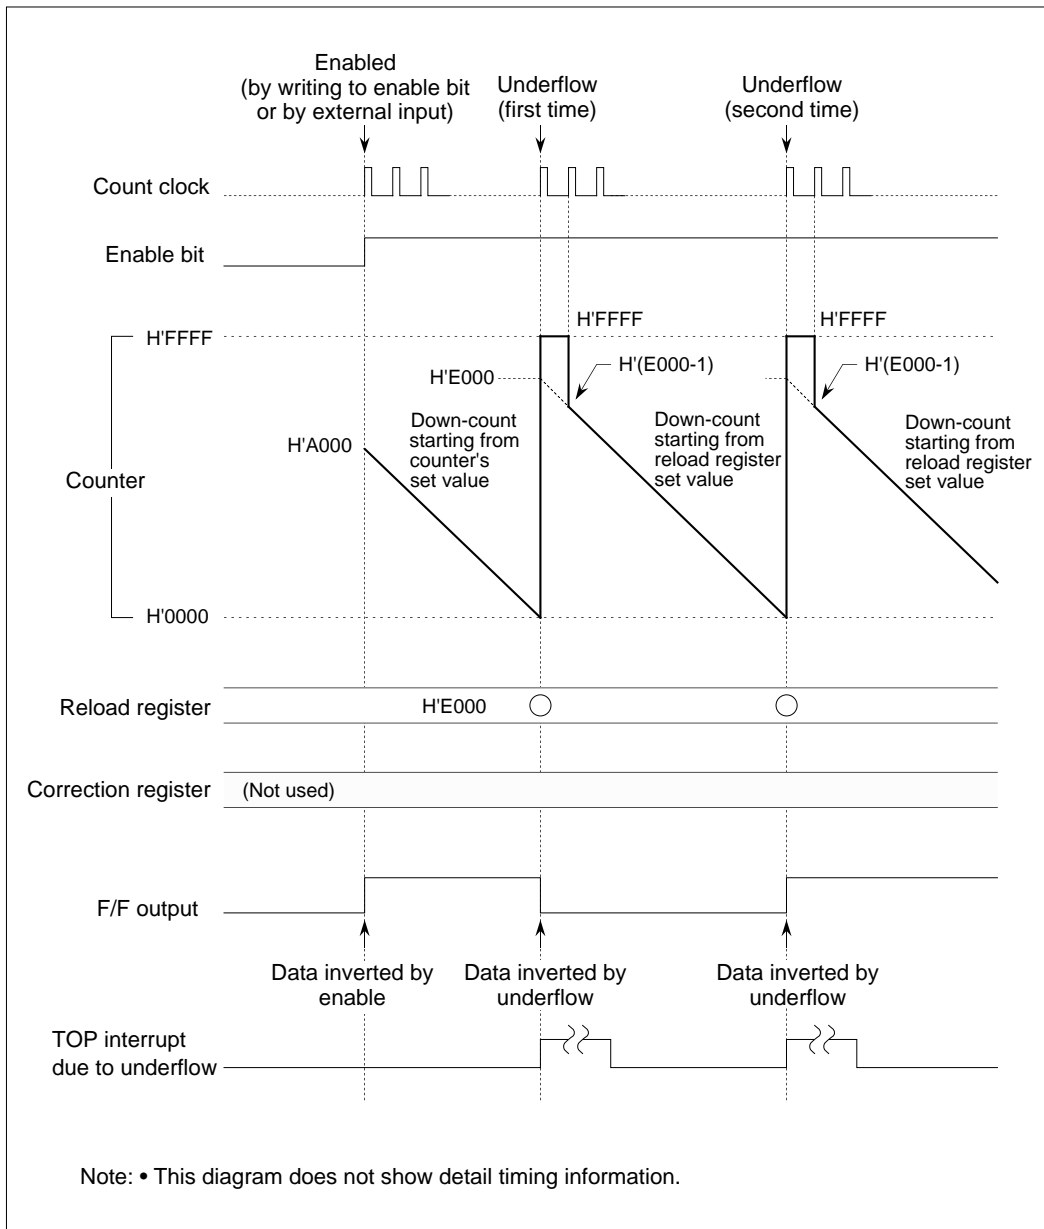 Enabled
(by writing to enable bit
or by external input)
Underflow
(first time)
Underflow
(second time)
Count clock
Enable bit
H'FFFF
H'FFFF
H'FFFF
H'E000
H'(E000-1)
H'(E000-1)
H'A000
Down-count
starting from
counter's
set value
Down-count
starting from
reload register
set value
Down-count
starting from
reload register
set value
Counter
H'0000
Reload register
H'E000
Correction register
(Not used)
F/F output
Data inverted by
enable
Data inverted by
underflow
Data inverted by
underflow
TOP interrupt
due to underflow
Note: • This diagram does not show detail timing information.